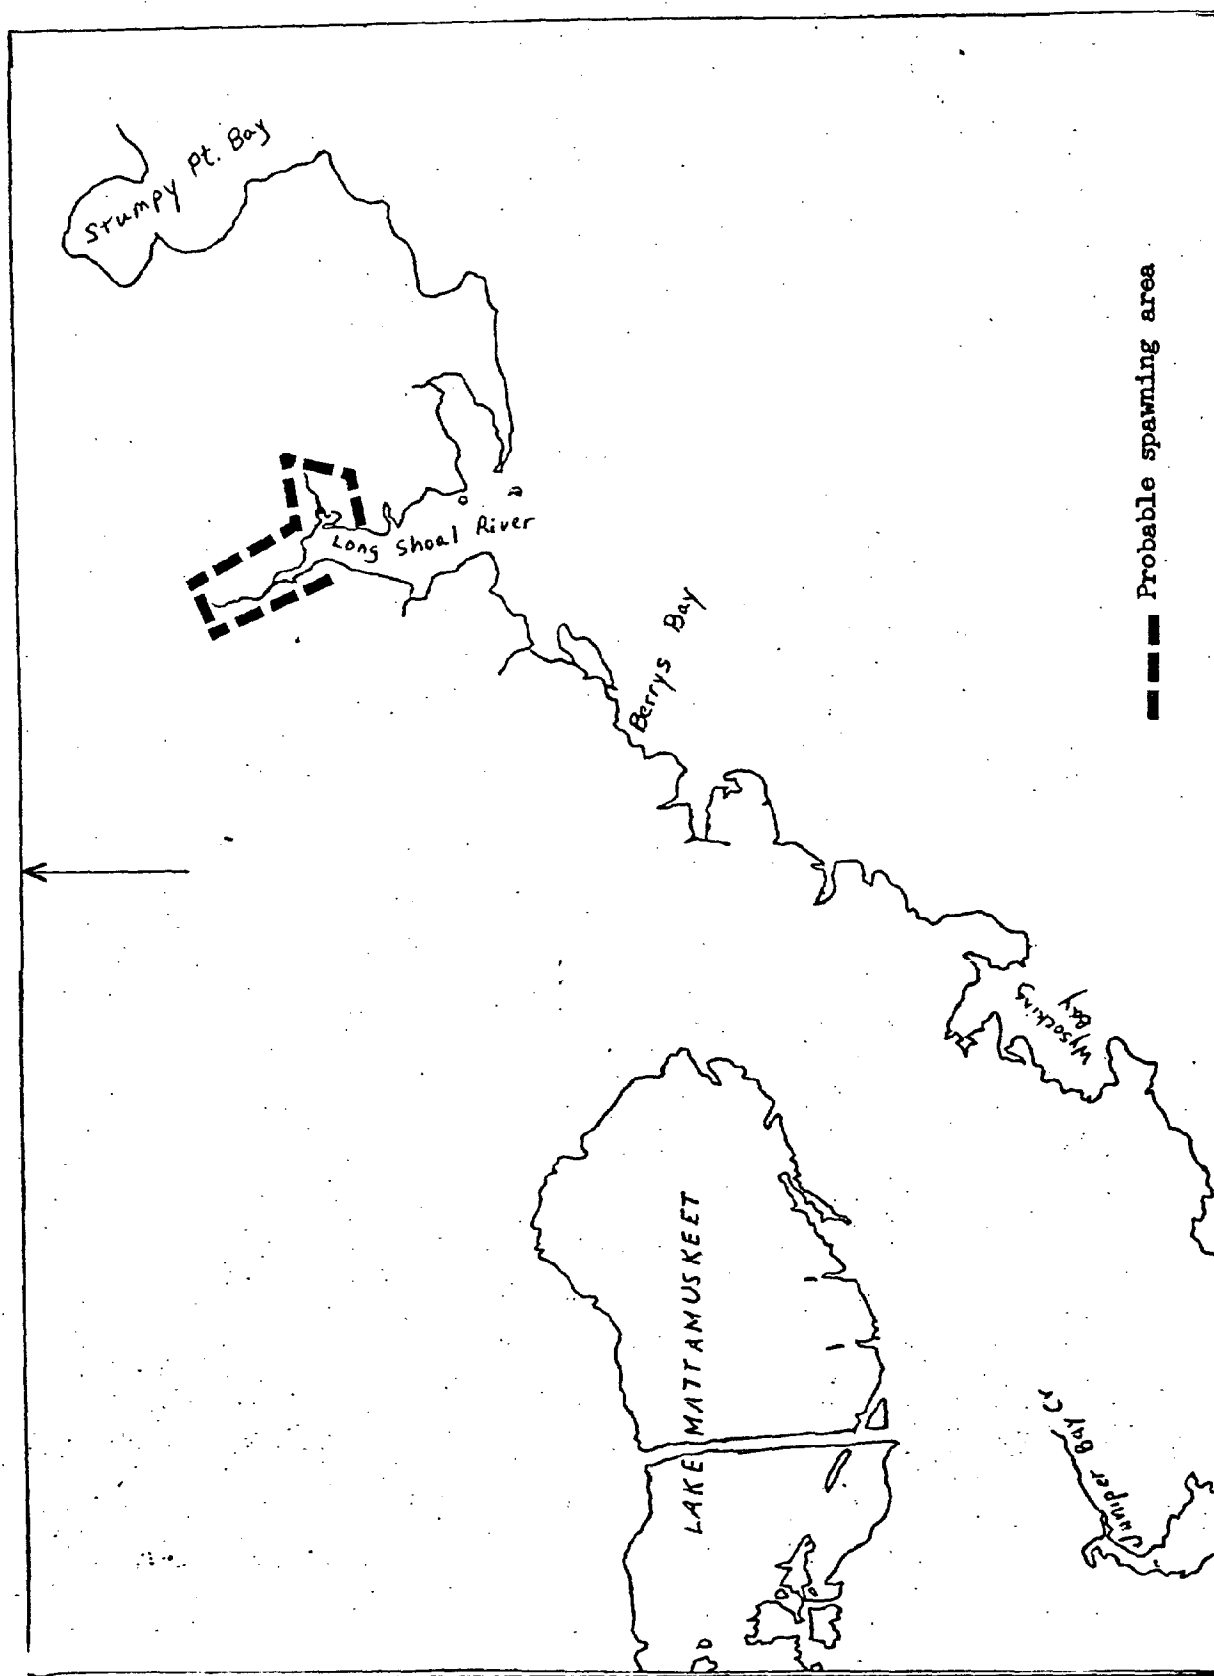 Stumpy Pt. Bay
Long Shoal River
Berrys Bay
Probable spawning area
Wysocking
Bay
LAKE MATTAMUSKEET
Juniper Bay Cr